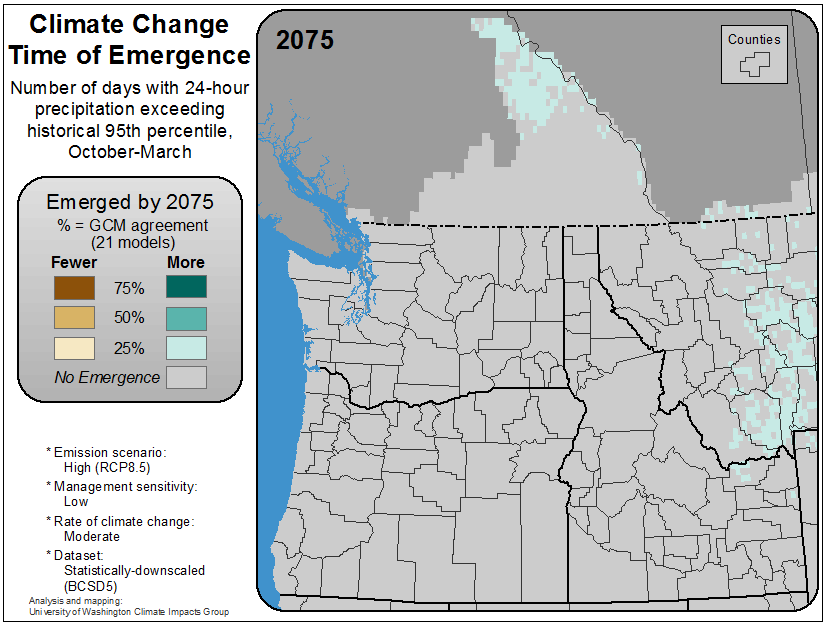 Climate Change
Time of Emergence
Number of days with 24-hour
precipitation exceeding
historical 95th percentile,
October-March
Emerged by 2075
% = GCM agreement
(21 models)
Fewer More
75%
50%
25%
No Emergence
* Emission scenario:
High (RCP8.5)
* Management sensitivity:
Low
* Rate of climate change:
Moderate
* Dataset:
Statistically-downscaled
(BCSD5)
Analysis and mapping:
University of Washington Climate Impacts Group
2075
Counties